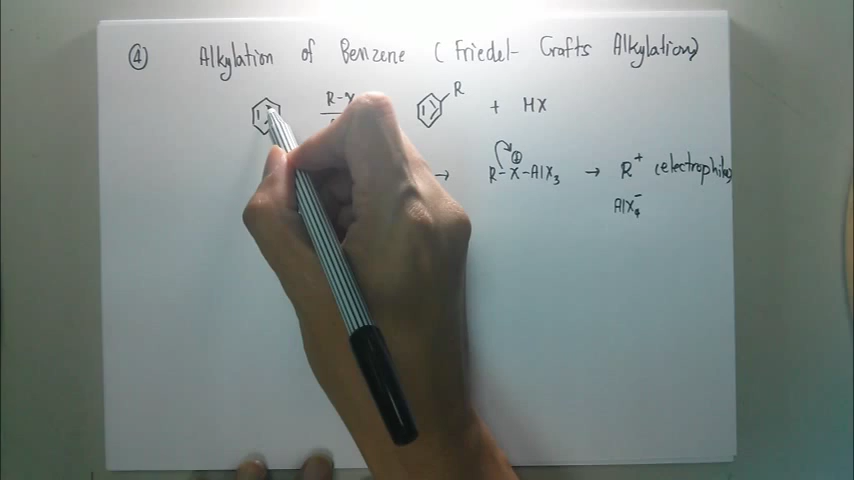 ④ Alkylation of Benzene (Friedel- Crafts Alkylation)
R-X R + HX
→ R-X-AlX₃ → R⁺ (electrophile)
AlX₄⁻